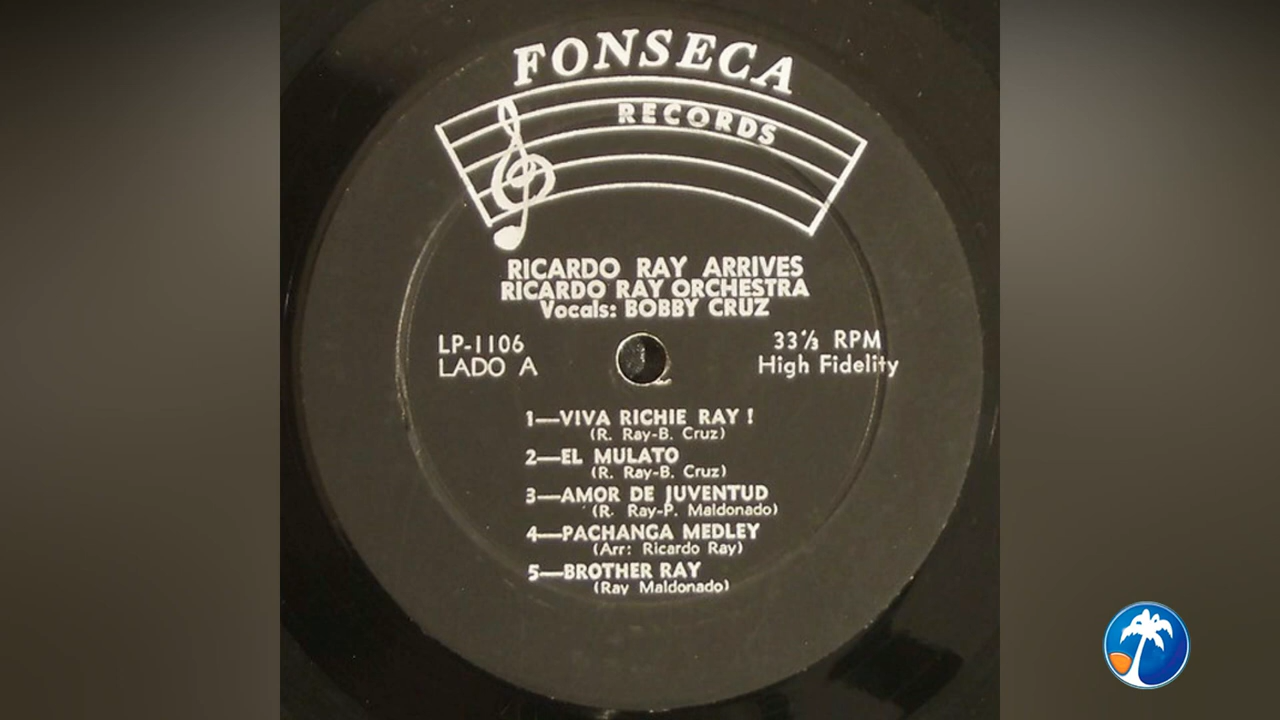 FONSECA
RECORDS
RICARDO RAY ARRIVES
RICARDO RAY ORCHESTRA
Vocals: BOBBY CRUZ
LP-1106
33⅓ RPM
LADO A
High Fidelity
1—VIVA RICHIE RAY !
(R. Ray-B. Cruz)
2—EL MULATO
(R. Ray-B. Cruz)
3—AMOR DE JUVENTUD
(R. Ray-P. Maldonado)
4—PACHANGA MEDLEY
(Arr: Ricardo Ray)
5—BROTHER RAY
(Ray Maldonado)